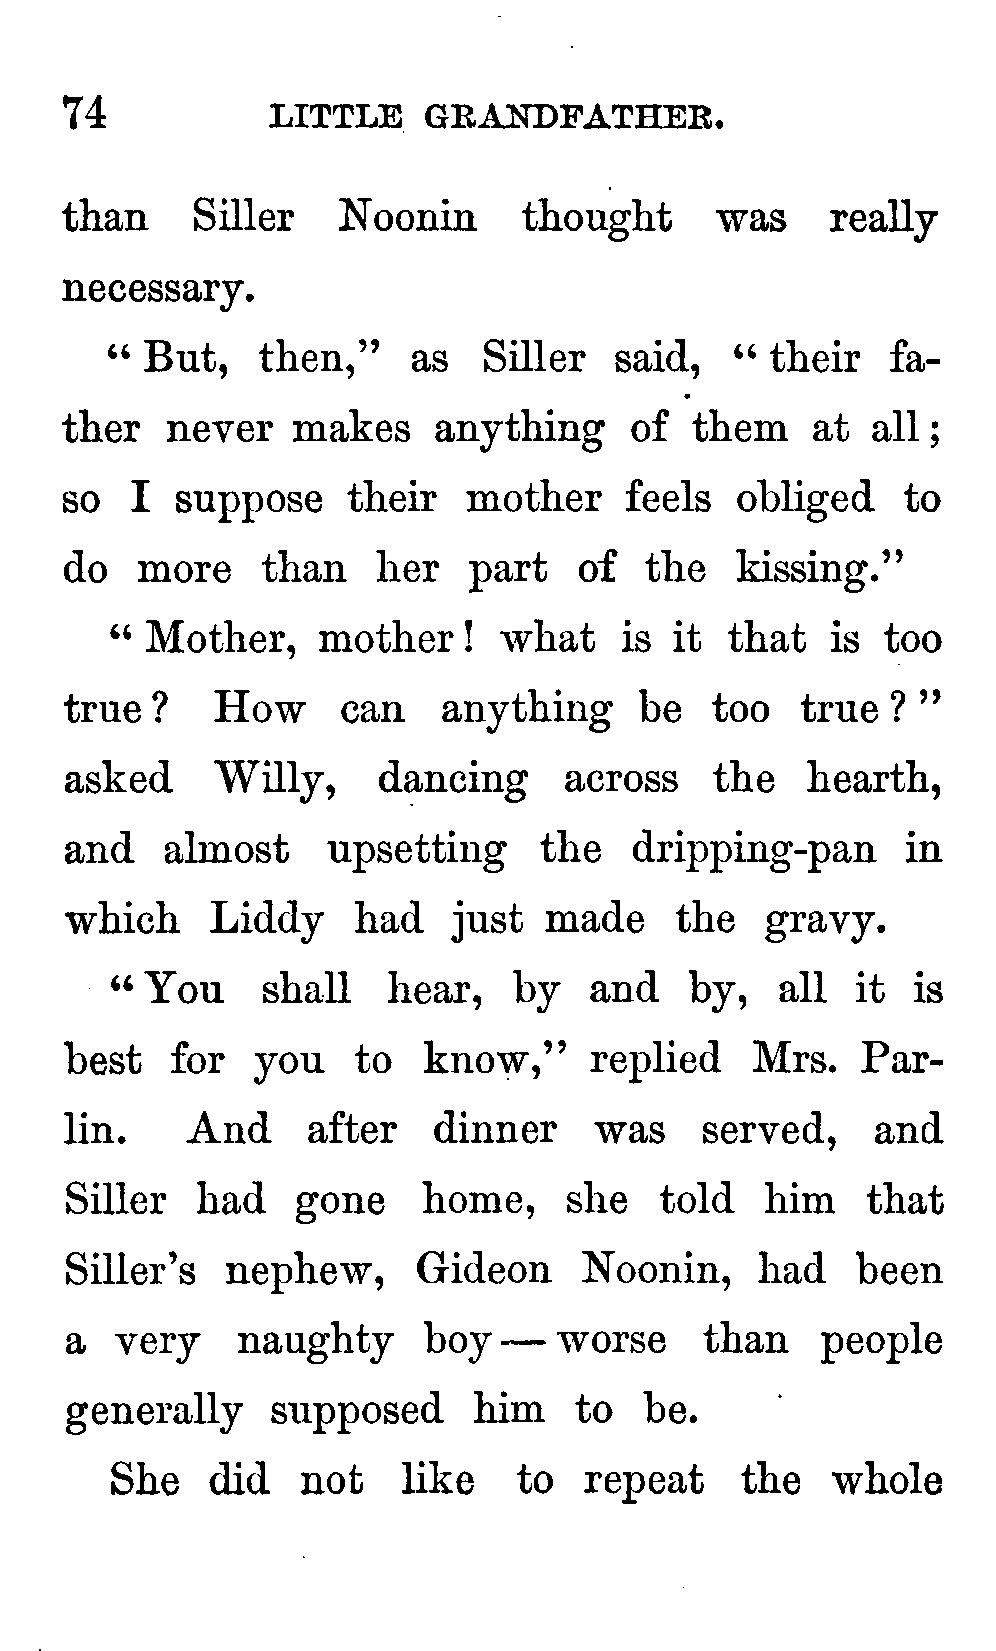 74 LITTLE GRANDFATHER.
than Siller Noonin thought was really
necessary.
“But, then,” as Siller said, “their fa-
ther never makes anything of them at all;
so I suppose their mother feels obliged to
do more than her part of the kissing.”
“Mother, mother! what is it that is too
true? How can anything be too true?”
asked Willy, dancing across the hearth,
and almost upsetting the dripping-pan in
which Liddy had just made the gravy.
“You shall hear, by and by, all it is
best for you to know,” replied Mrs. Par-
lin. And after dinner was served, and
Siller had gone home, she told him that
Siller’s nephew, Gideon Noonin, had been
a very naughty boy — worse than people
generally supposed him to be.
She did not like to repeat the whole